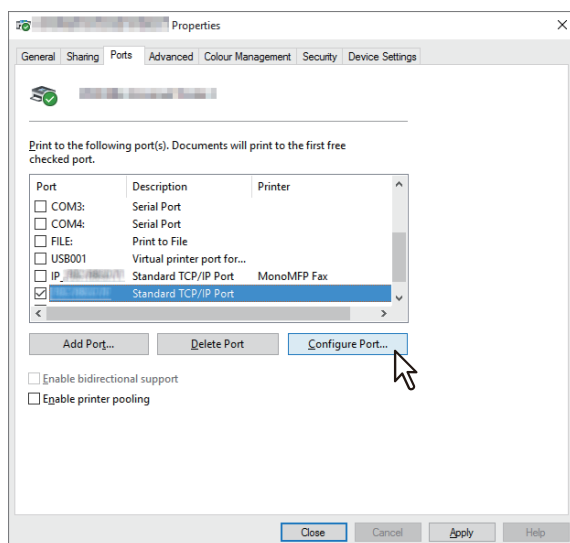 Properties
General Sharing Ports Advanced Colour Management Security Device Settings
Print to the following port(s). Documents will print to the first free
checked port.
Port Description Printer
COM3: Serial Port
COM4: Serial Port
FILE: Print to File
USB001 Virtual printer port for...
IP_ Standard TCP/IP Port MonoMFP Fax
Standard TCP/IP Port
Add Port... Delete Port Configure Port...
Enable bidirectional support
Enable printer pooling
Close Cancel Apply Help